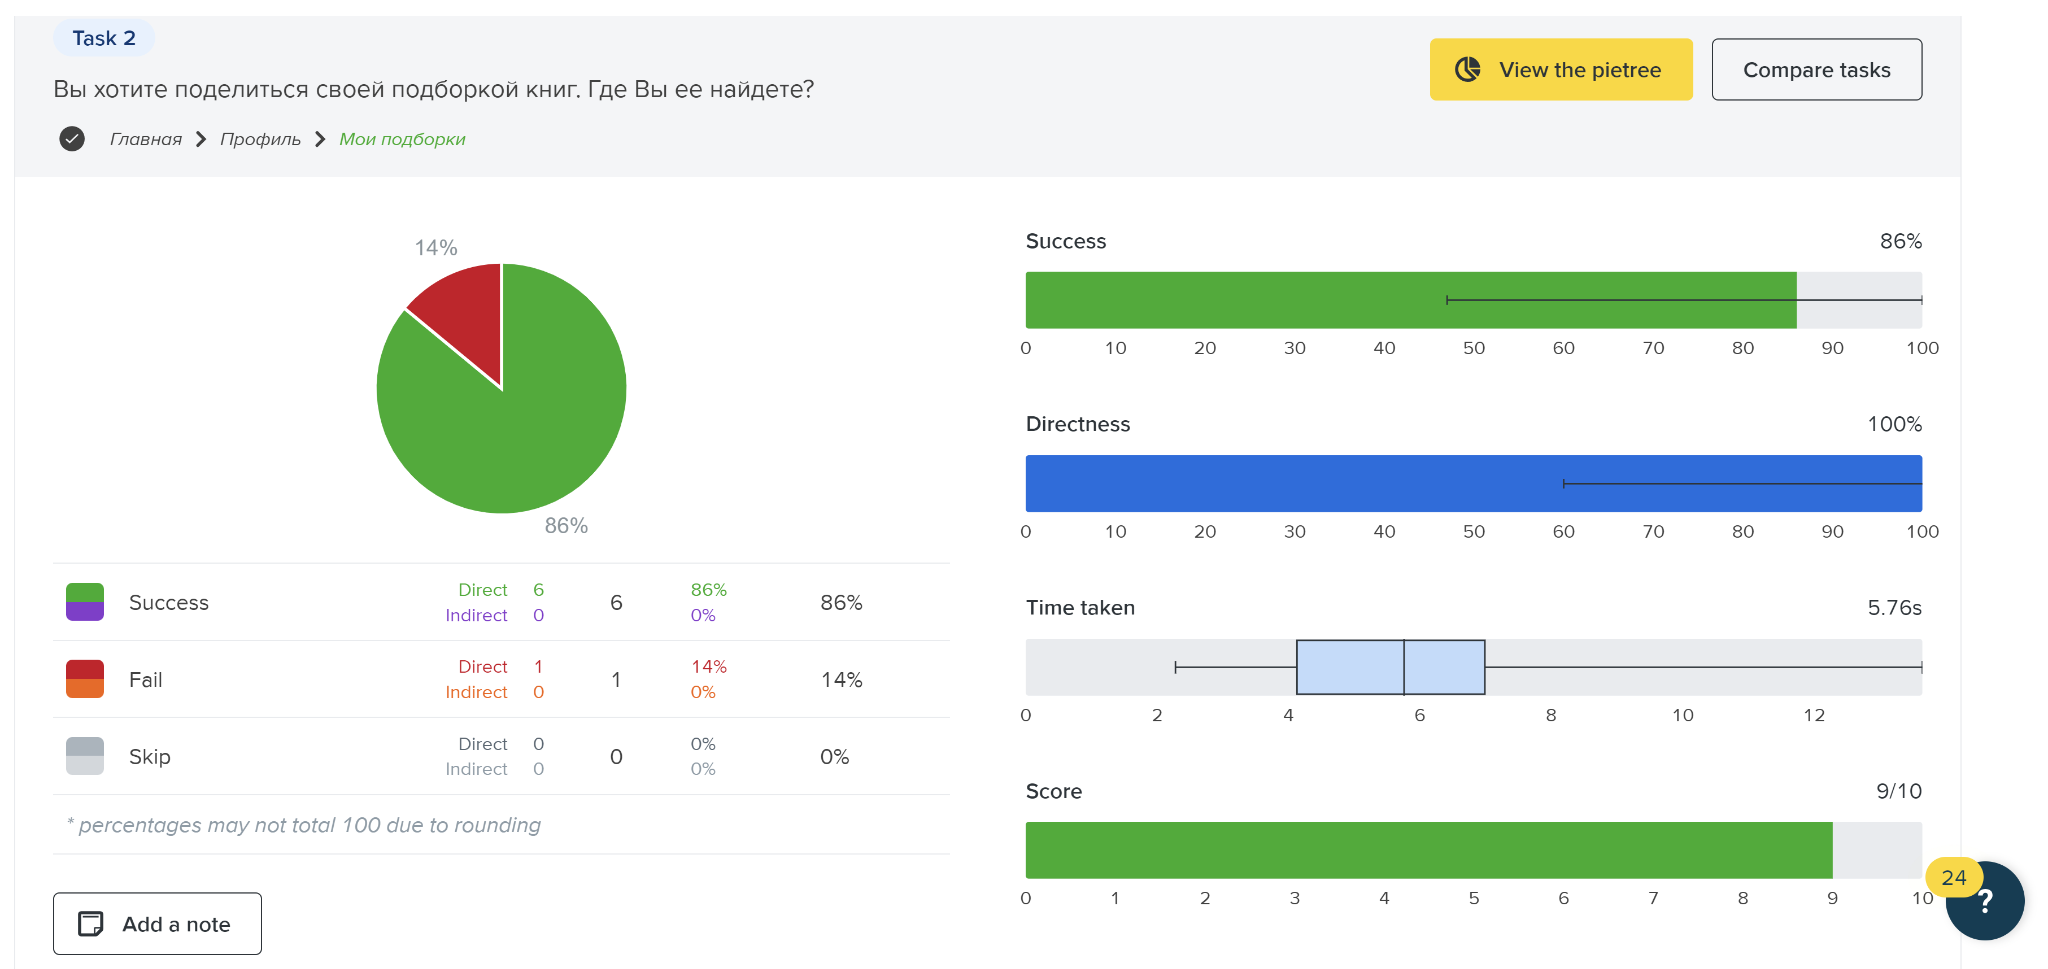 Task 2
Вы хотите поделиться своей подборкой книг. Где Вы ее найдете?
Главная Профиль Мои подборки
View the pietree
Compare tasks
14%
86%
Success Direct 6 6 86% 86%
Indirect 0 0%
Fail Direct 1 1 14% 14%
Indirect 0 0%
Skip Direct 0 0 0% 0%
Indirect 0 0%
* percentages may not total 100 due to rounding
Add a note
Success 86%
0 10 20 30 40 50 60 70 80 90 100
Directness 100%
0 10 20 30 40 50 60 70 80 90 100
Time taken 5.76s
0 2 4 6 8 10 12
Score 9/10
0 1 2 3 4 5 6 7 8 9 10
24
?